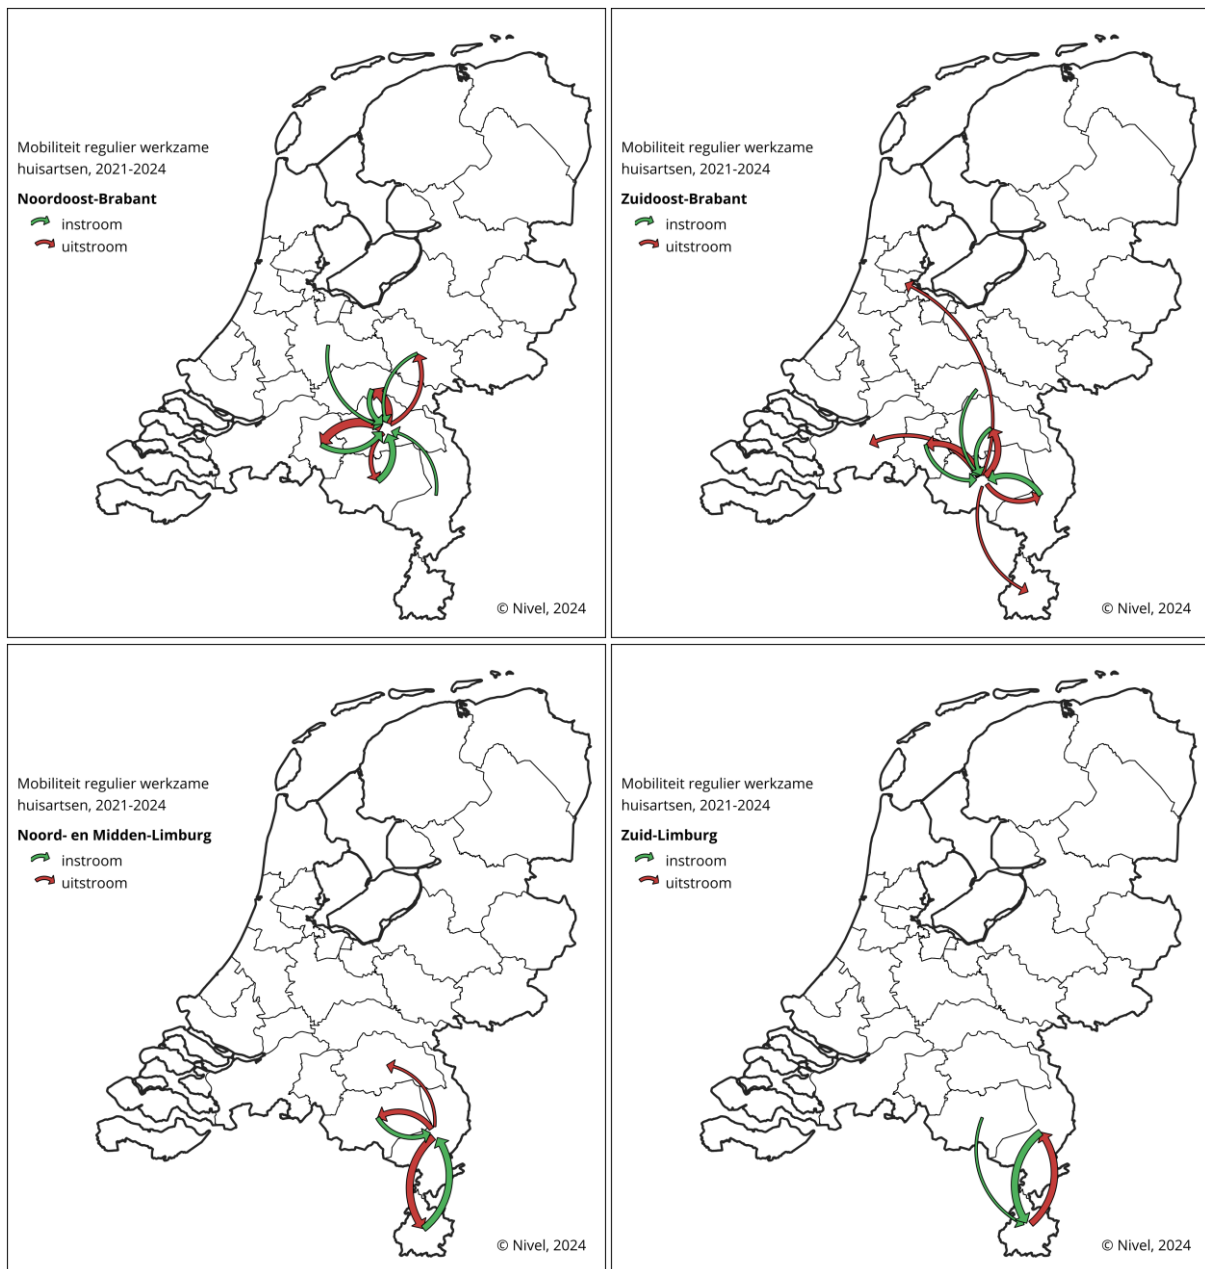 Mobiliteit regulier werkzame
huisartsen, 2021-2024
Noordoost-Brabant
instroom
uitstroom
© Nivel, 2024
Mobiliteit regulier werkzame
huisartsen, 2021-2024
Zuidoost-Brabant
instroom
uitstroom
© Nivel, 2024
Mobiliteit regulier werkzame
huisartsen, 2021-2024
Noord- en Midden-Limburg
instroom
uitstroom
© Nivel, 2024
Mobiliteit regulier werkzame
huisartsen, 2021-2024
Zuid-Limburg
instroom
uitstroom
© Nivel, 2024